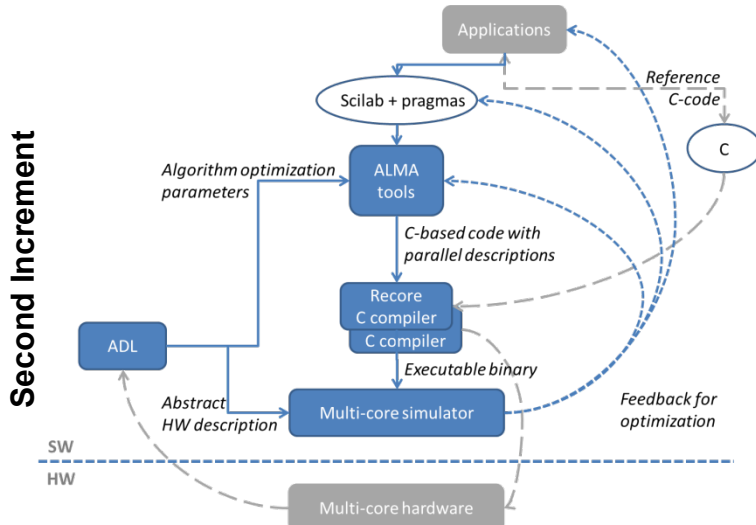 Second Increment
Applications
Reference
C-code
Scilab + pragmas
C
Algorithm optimization
parameters
ALMA
tools
C-based code with
parallel descriptions
Recore
C compiler
C compiler
ADL
Executable binary
Abstract
HW description
Multi-core simulator
Feedback for
optimization
SW
HW
Multi-core hardware